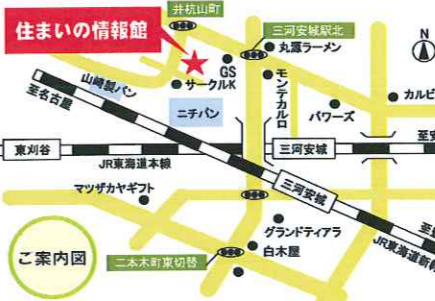 井杭山町
住まいの情報館
三河安城駅北
丸源ラーメン
N
GS
サークルK
山崎製パン
至名古屋
モンテカルロ
カルビ
パワーズ
ニチパン
東刈谷
JR東海道本線
三河安城
至安
マツザカヤギフト
三河安城
グランドティアラ
白木屋
至豊
JR東海道新幹
ご案内図
二本木町東切替